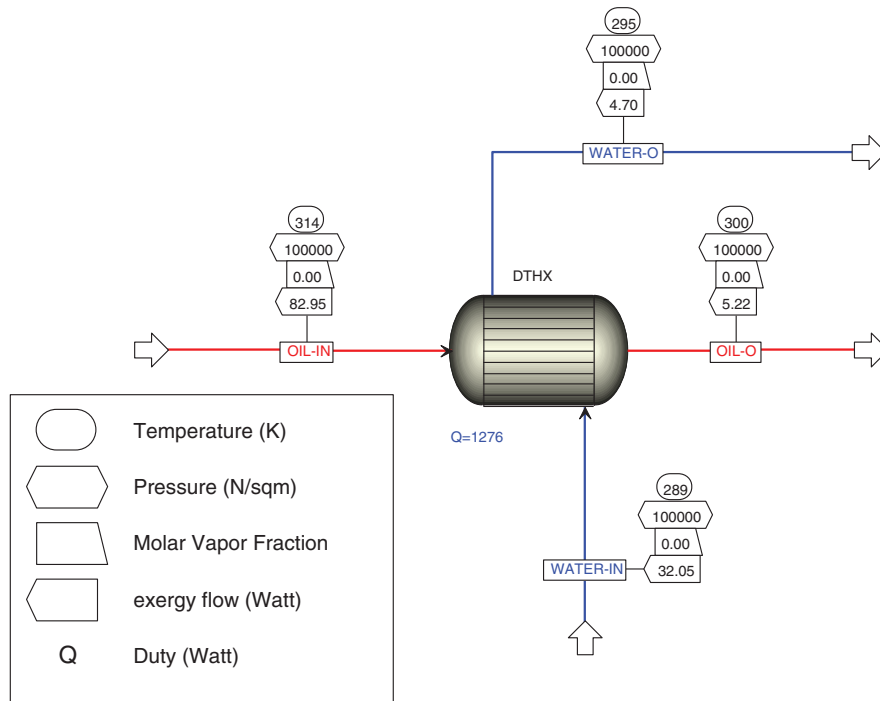 295
100000
0.00
4.70
WATER-O
314
100000
0.00
82.95
OIL-IN
DTHX
300
100000
0.00
5.22
OIL-O
Q=1276
289
100000
0.00
32.05
WATER-IN
Temperature (K)
Pressure (N/sqm)
Molar Vapor Fraction
exergy flow (Watt)
Q Duty (Watt)